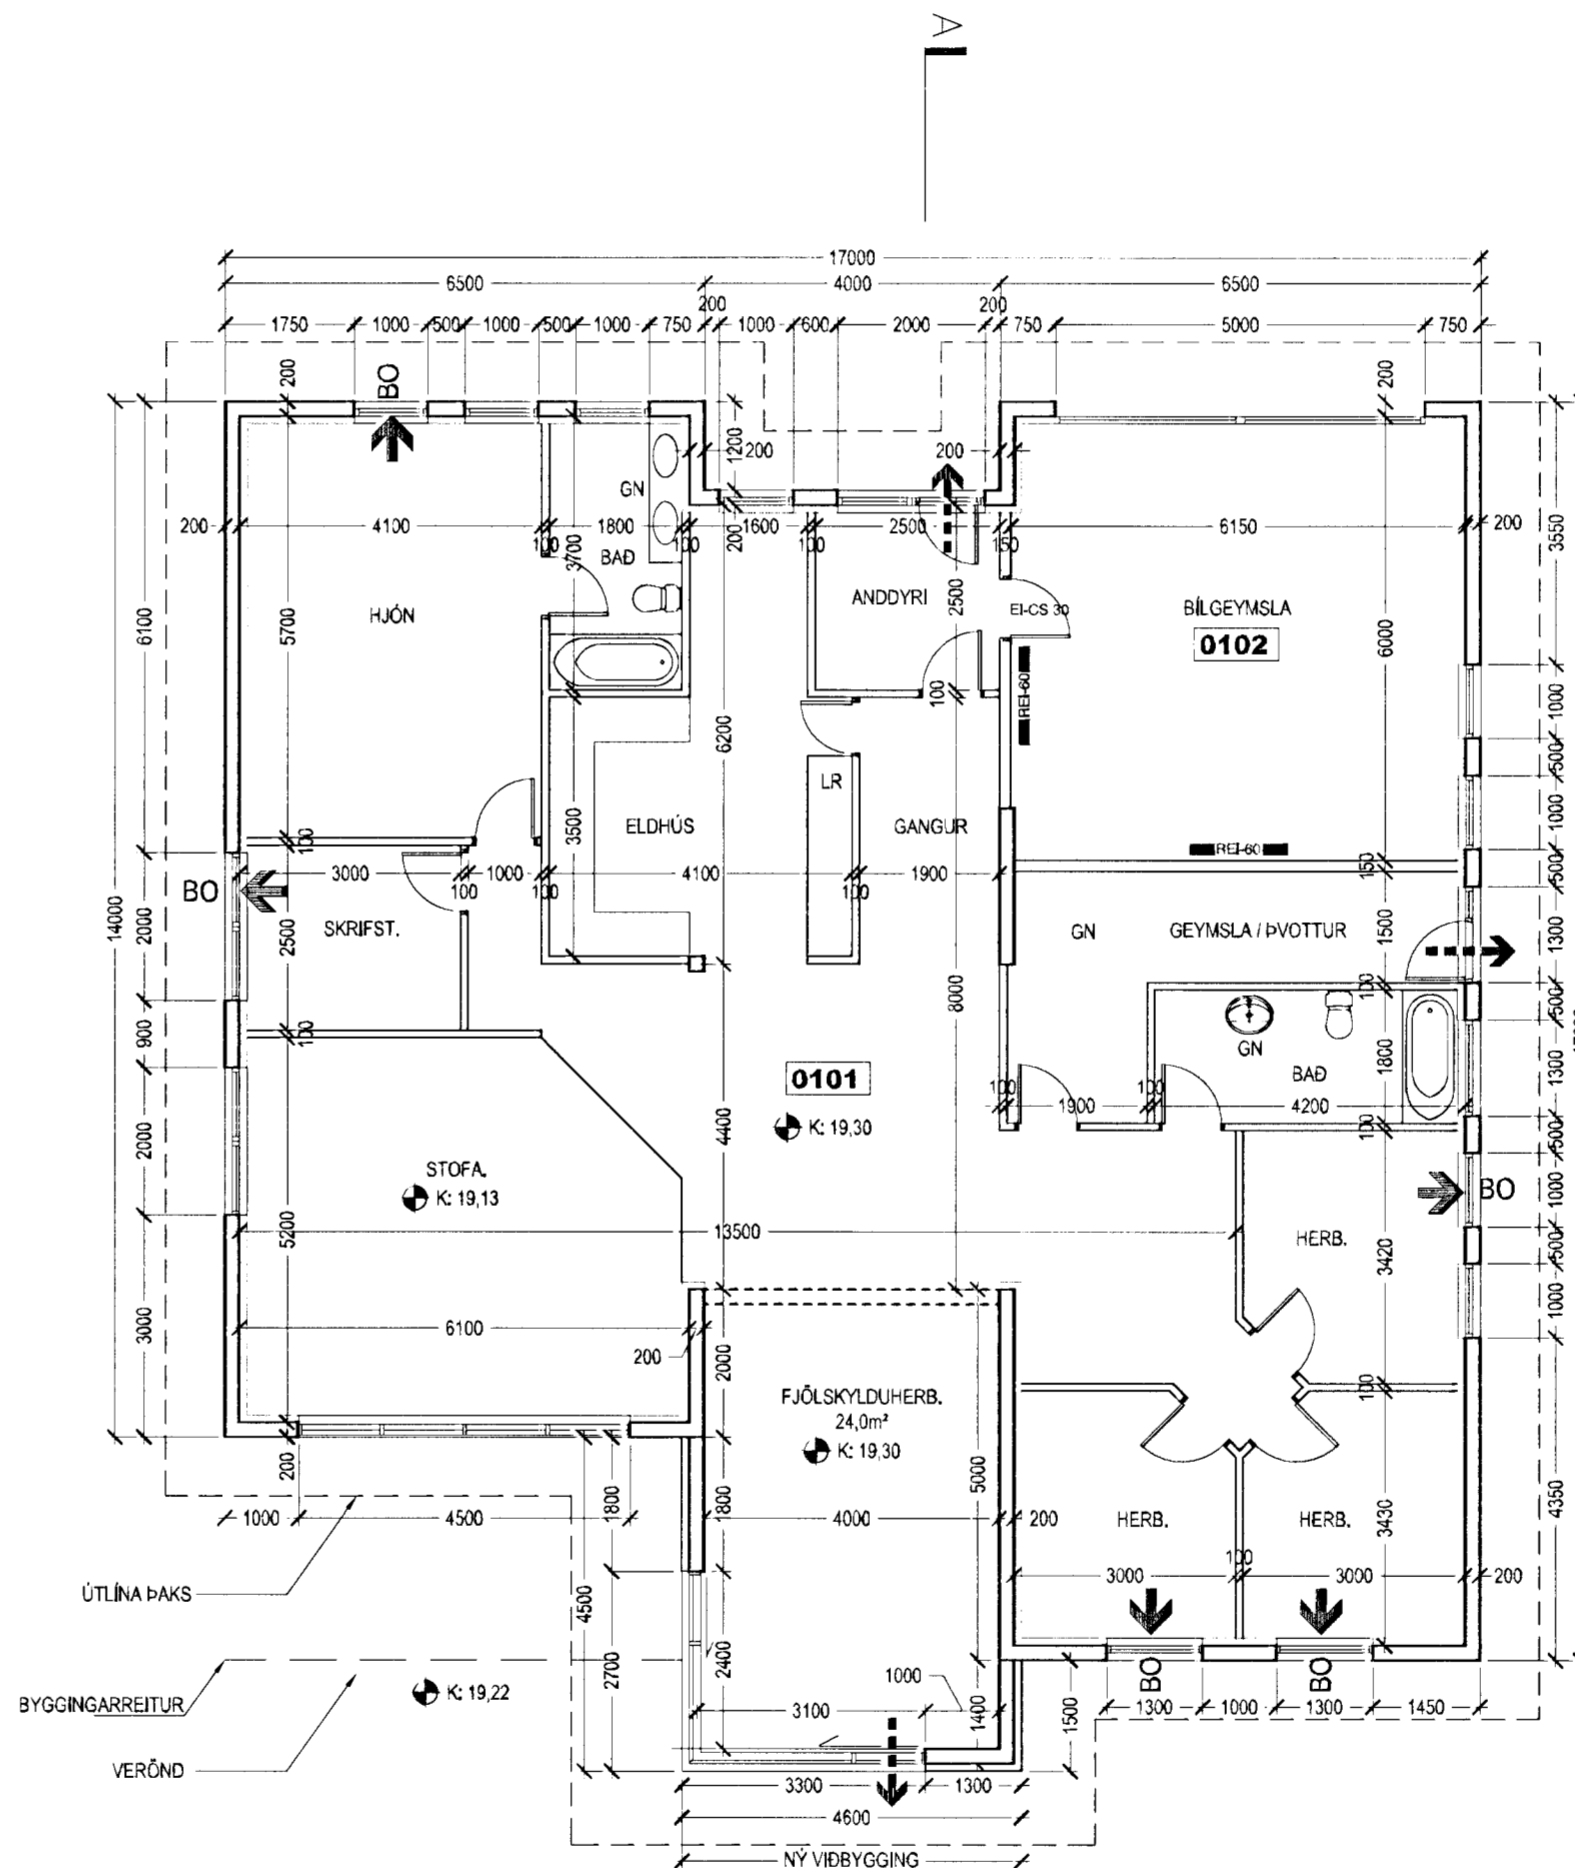 A
17000
6500 4000 6500
200 200
1750 1000 500 1000 500 1000 750 1000 600 2000 750 5000 750
200 BO 200
1200 200 200
GN
200 4100 1800 1600 2500 6150 200
100 3700 100 200 100 150 3550
BAÐ
ANDDYRI 2500 EI-CS 30 BÍLGEYMSLA
HJÓN 0102
6100 5700 6000
REI-60
100
6200 1000
500
LR
3500 ELDHÚS GANGUR 1000
100 REI-60
3000 1000 4100 1900 150 500
BO 100 100 100
14000 2000 2500 SKRIFST. GN GEYMSLA / ÞVOTTUR 1500 1300
8000 100 500
900 100 GN
BAÐ 1800 1300
0101
100 1900 100 4200
K: 19,30
4400 100 500
2000 STOFA.
K: 19,13
BO 1000
5200 13500 HERB. 3420 500
1000
3000 6100
200 2000
100
FJÖLSKYLDUHERB.
24,0m²
K: 19,30
200 5000
1000 4500 1800 4000 200 HERB. HERB. 3430 4350
100
3000 3000 200
ÚTLÍNA ÞAKS
4500
2700 2400 1000
BO BO
BYGGINGARREITUR K: 19,22
3100 1400 1500 1300 1000 1300 1450
VERÖND
3300 1300
4600
NÝ VIÐBYGGING